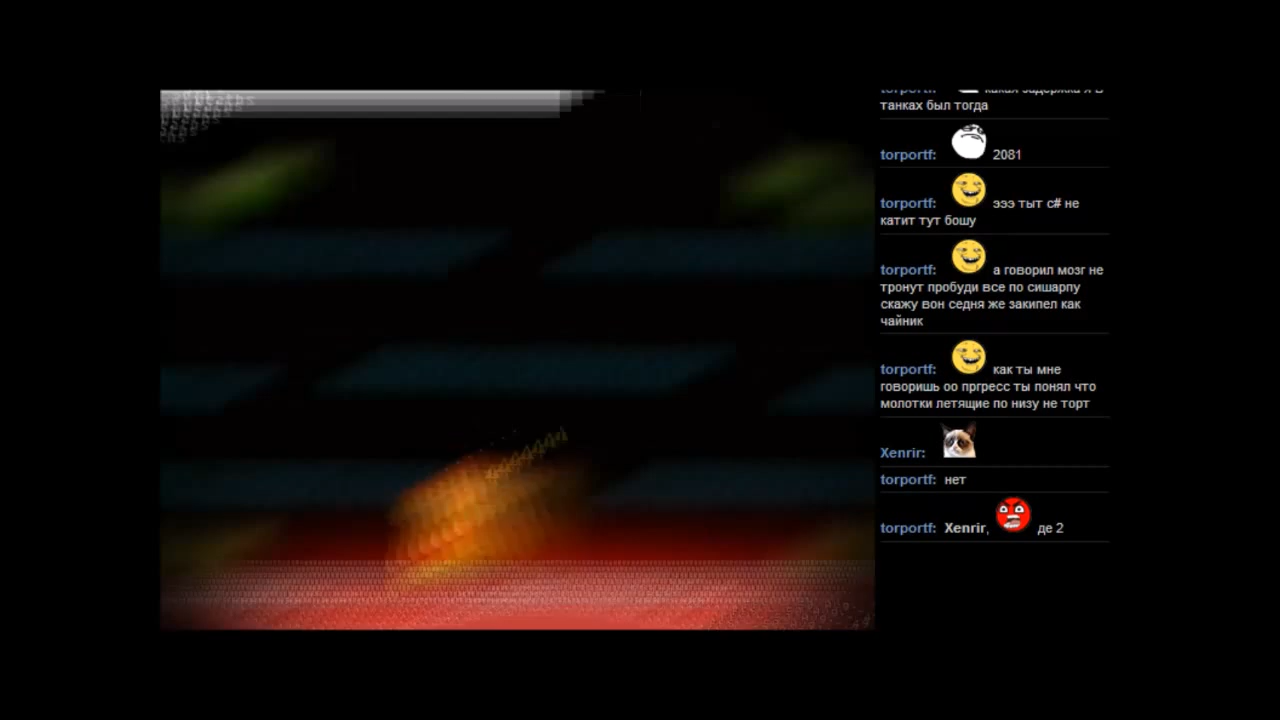 танках был тогда
torportf: 2081
torportf: эээ тыт с# не
катит тут бошу
torportf: а говорил мозг не
тронут пробуди все по сишарпу
скажу вон седня же закипел как
чайник
torportf: как ты мне
говоришь оо пргресс ты понял что
молотки летящие по низу не торт
Xenrir:
torportf: нет
torportf: Xenrir, де 2